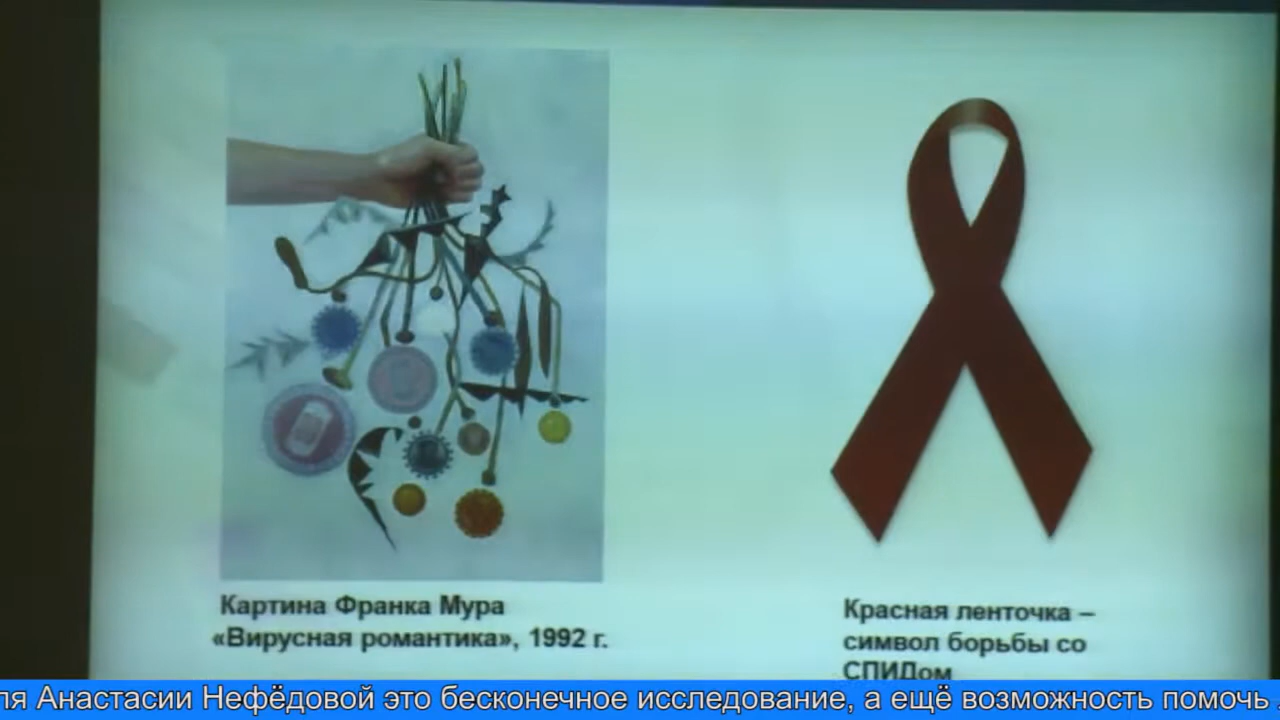 Картина Франка Мура
«Вирусная романтика», 1992 г.
Красная ленточка –
символ борьбы со
СПИДом
Анастасии Нефёдовой это бесконечное исследование, а ещё возможность помочь